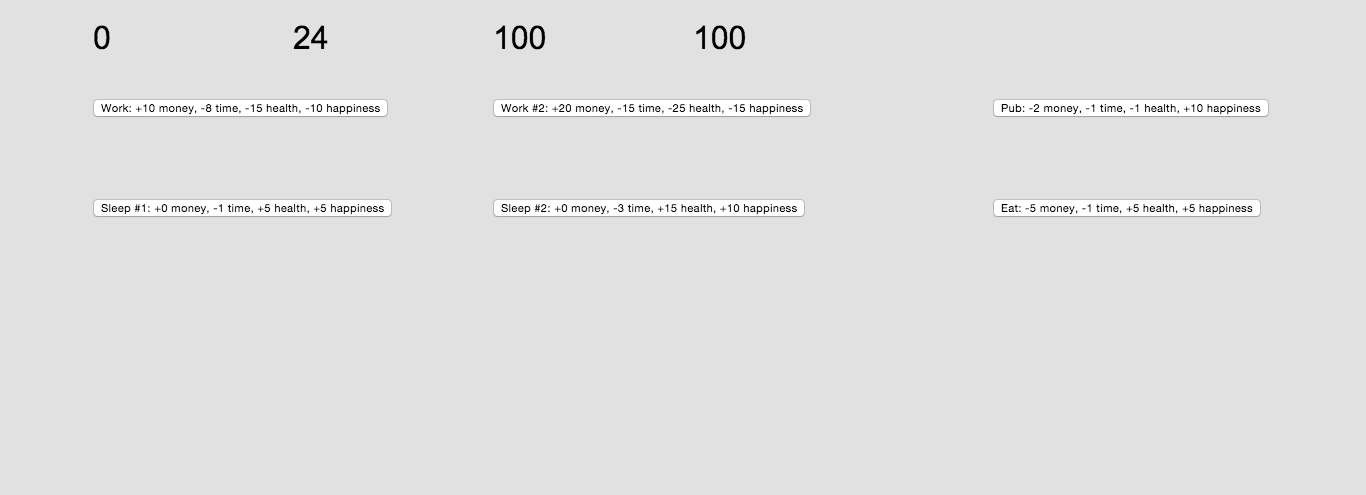 0 24 100 100
Work: +10 money, -8 time, -15 health, -10 happiness
Work #2: +20 money, -15 time, -25 health, -15 happiness
Pub: -2 money, -1 time, -1 health, +10 happiness
Sleep #1: +0 money, -1 time, +5 health, +5 happiness
Sleep #2: +0 money, -3 time, +15 health, +10 happiness
Eat: -5 money, -1 time, +5 health, +5 happiness